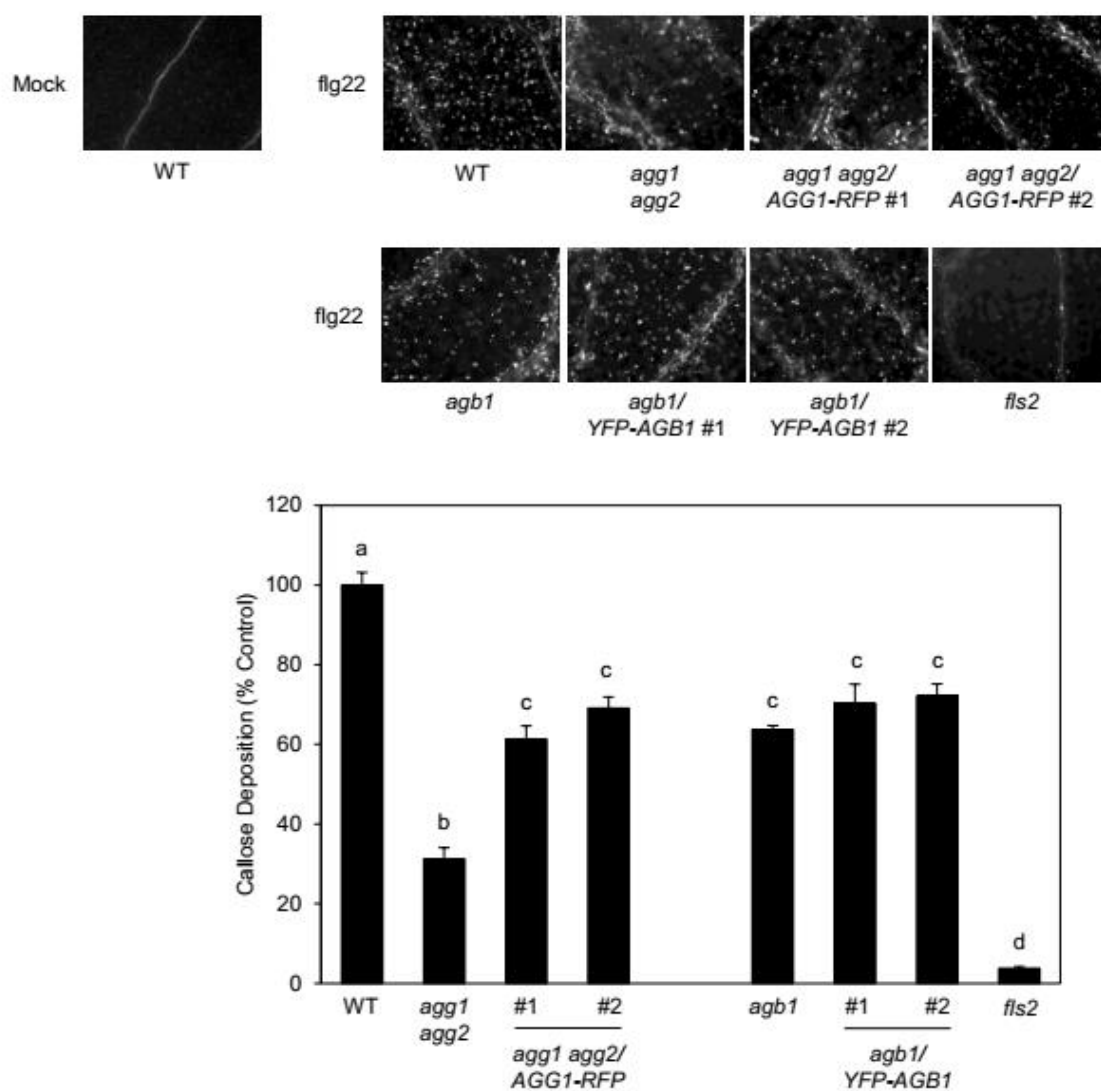 Mock
WT
flg22
WT
agg1
agg2
agg1 agg2/
AGG1-RFP #1
agg1 agg2/
AGG1-RFP #2
flg22
agb1
agb1/
YFP-AGB1 #1
agb1/
YFP-AGB1 #2
fls2
Callose Deposition (% Control)
120
100
80
60
40
20
0
a
b
c
c
c
c
c
d
WT
agg1
agg2
#1
#2
agg1 agg2/
AGG1-RFP
agb1
#1
#2
agb1/
YFP-AGB1
fls2